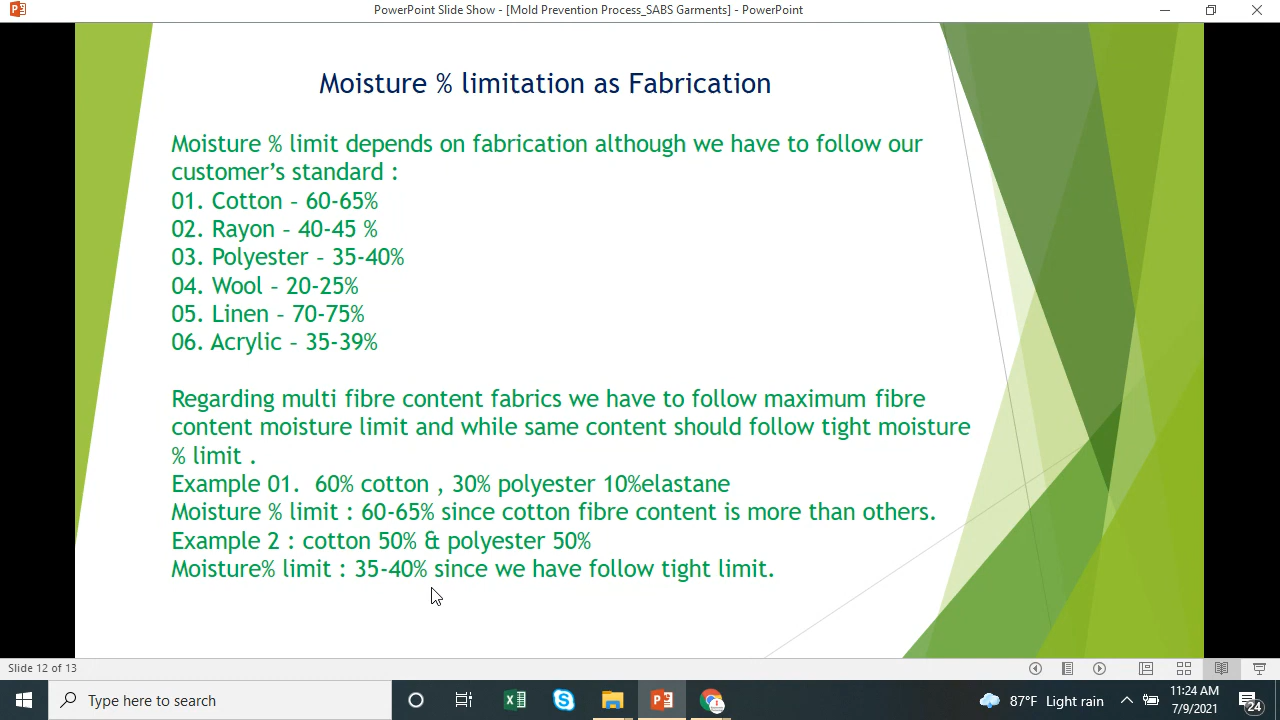 PowerPoint Slide Show - [Mold Prevention Process_SABS Garments] - PowerPoint
Moisture % limitation as Fabrication
Moisture % limit depends on fabrication although we have to follow our
customer's standard :
01. Cotton – 60-65%
02. Rayon – 40-45 %
03. Polyester – 35-40%
04. Wool – 20-25%
05. Linen – 70-75%
06. Acrylic – 35-39%
Regarding multi fibre content fabrics we have to follow maximum fibre
content moisture limit and while same content should follow tight moisture
% limit .
Example 01.  60% cotton , 30% polyester 10%elastane
Moisture % limit : 60-65% since cotton fibre content is more than others.
Example 2 : cotton 50% & polyester 50%
Moisture% limit : 35-40% since we have follow tight limit.
Slide 12 of 13
Type here to search
87°F Light rain
11:24 AM
7/9/2021
24